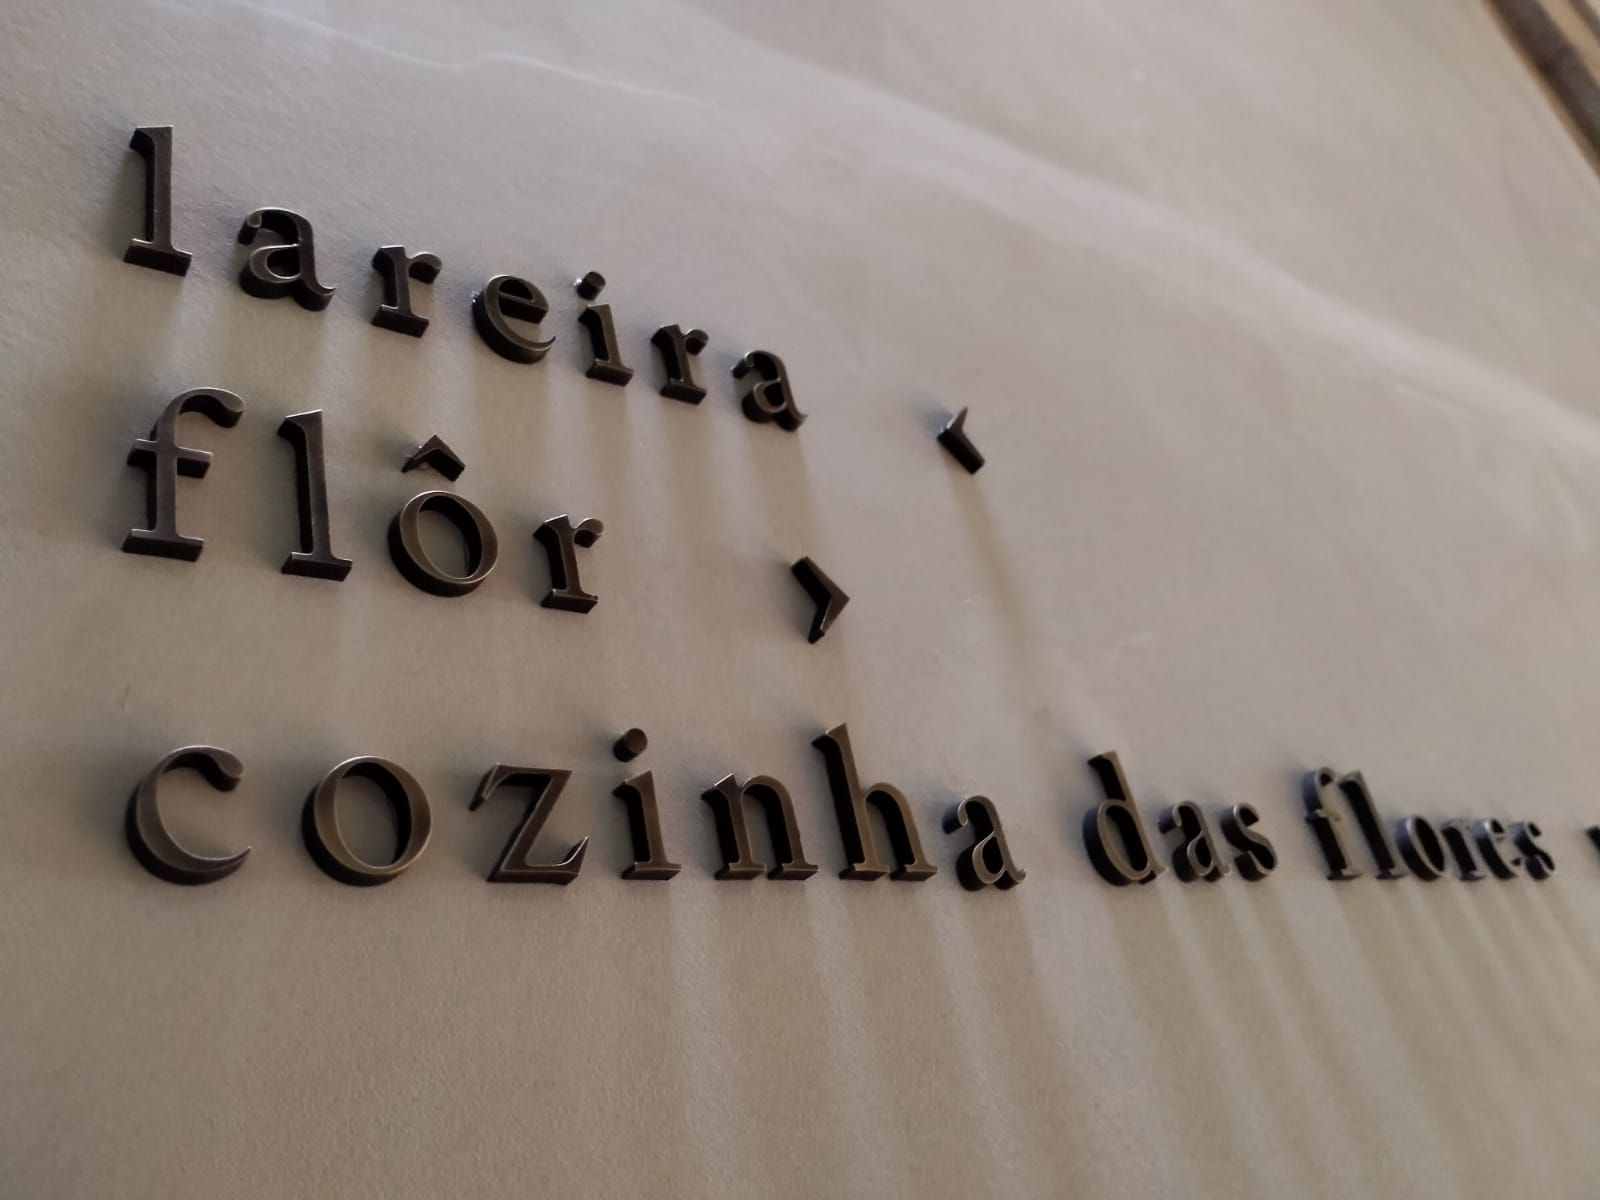 lareira ‹
flôr ›
cozinha das flores